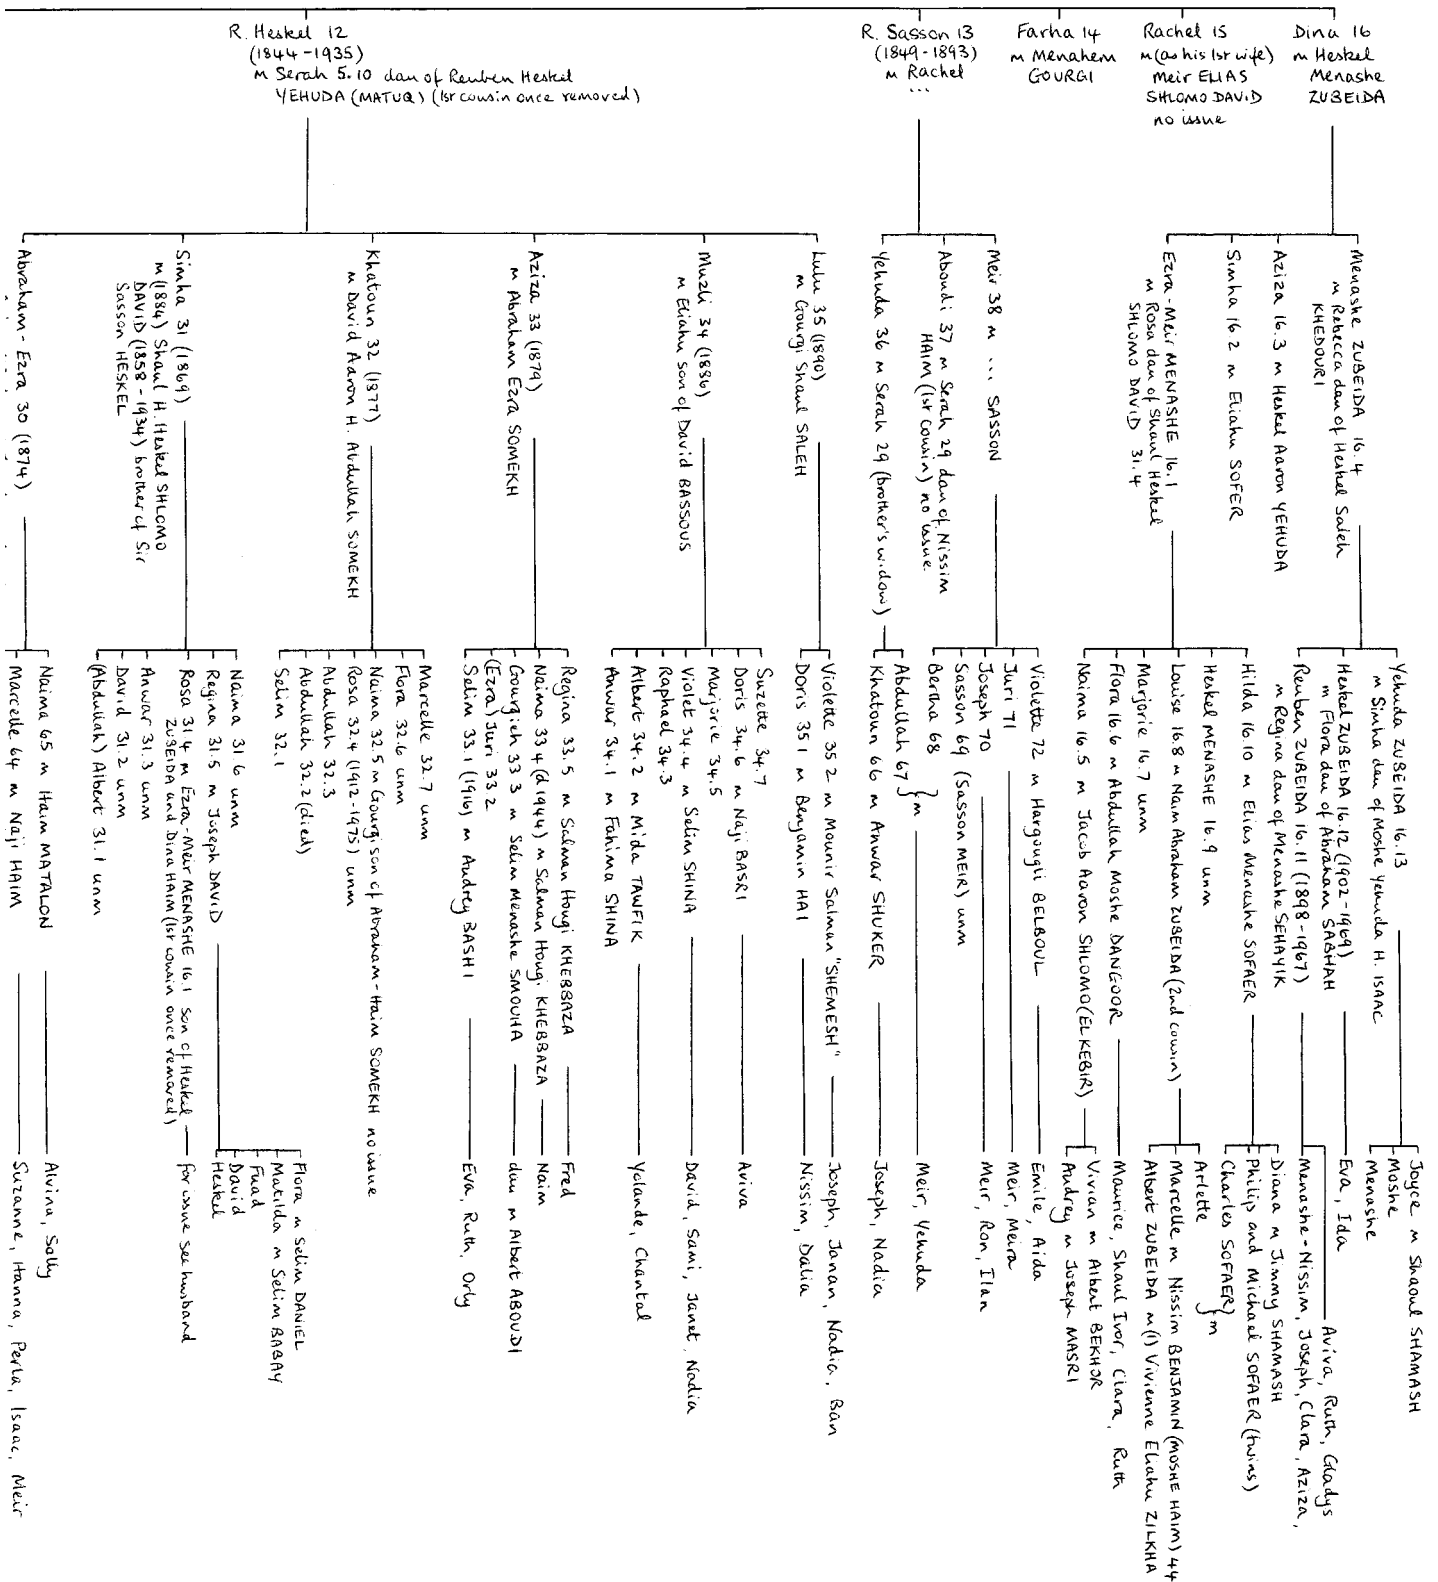 R. Heskel 12
(1844-1935)
m Serah 5.10 dau of Reuben Heskel
YEHUDA (MATUQ) (1st cousin once removed)
R. Sasson 13
(1849-1893)
m Rachel
...
Farha 14
m Menahem
GOURGI
Rachel 15
m (as his 1st wife)
Meir ELIAS
SHLOMO DAVID
no issue
Dina 16
m Heskel
Menashe
ZUBEIDA
Menashe ZUBEIDA 16.4
m Rebecca dau of Heskel Saleh
KHEDOURI
Aziza 16.3 m Heskel Aaron YEHUDA
Simha 16 2 m Eliahu SOFER
Ezra-Meir MENASHE 16.1
m Rosa dau of Shaul Heskel
SHLOMO DAVID 31.4
Meir 38 m ... SASSON
Aboudi 37 m Serah 29 dau of Nissim
HAIM (1st cousin) no issue.
Yehuda 36 m Serah 29 (brother's widow)
Lulu 35 (1890)
m Gourgi Shaul SALEH
Muzli 34 (1886)
m Eliahu son of David BASSOUS
Aziza 33 (1879)
m Abraham Ezra SOMEKH
Khatoun 32 (1877)
m David Aaron H. Abdullah SOMEKH
Simha 31 (1869)
m (1884) Shaul H. Heskel SHLOMO
DAVID (1858-1934) brother of Sir
Sasson HESKEL
Abraham-Ezra 30 (1874)
Yehuda ZUBEIDA 16.13
m Simha dau of Moshe Yehuda H. ISAAC
Heskel ZUBEIDA 16.12 (1902-1969)
m Flora dau of Abraham SABHAH
Reuben ZUBEIDA 16.11 (1898-1967)
m Regina dau of Menashe SEHAYIK
Hilda 16.10 m Elias Menashe SOFAER
Heskel MENASHE 16.9 unm
Louise 16.8 m Naim Abraham ZUBEIDA (2nd cousin)
Marjorie 16.7 unm
Flora 16.6 m Abdullah Moshe DANGOOR
Naima 16.5 m Jacob Aaron SHLOMO (ELKEBIR)
Violette 72 m Hargougli BELBOUL
Juri 71
Joseph 70
Sasson 69 (Sasson MEIR) unm
Bertha 68
Abdullah 67 } m
Khatoun 66 m Anwar SHUKER
Violette 35 2 m Mounir Salman "SHEMESH"
Doris 35 1 m Benjamin HAI
Suzette 34.7
Doris 34.6 m Naji BASRI
Marjorie 34.5
Violet 34.4 m Selim SHINA
Raphael 34.3
Albert 34.2 m Mida TAWFIK
Anwar 34.1 m Fahima SHINA
Regina 33.5 m Salman Hougi KHEBBAZA
Naima 33 4 (d 1944) m Salman Hougi KHEBBAZA
Gourgieh 33 3 m Selim Menashe SMOUHA
(Ezra) Juri 33 2
Selim 33.1 (1916) m Audrey BASHI
Marcelle 32.7 unm
Flora 32.6 unm
Naima 32.5 m Gourgi son of Abraham-Haim SOMEKH no issue
Rosa 32.4 (1912-1975) unm
Abdullah 32.3
Abdullah 32.2 (died)
Selim 32.1
Naima 31.6 unm
Regina 31.5 m Joseph DAVID
Rosa 31.4 m Ezra-Meir MENASHE 16.1 son of Heskel
ZUBEIDA and Dina HAIM (1st cousin once removed)
for issue see husband
Anwar 31.3 unm
David 31.2 unm
(Abdullah) Albert 31.1 unm
Naima 65 m Haim MATALON
Marcelle 64 m Naji HAIM
Joyce m Shaoul SHAMASH
Moshe
Menashe
Eva, Ida
Aviva, Ruth, Gladys
Menashe-Nissim, Joseph, Clara, Aziza,
Diana m Jimmy SHAMASH
Philip and Michael SOFAER (twins)
Charles SOFAER } m
Arlette
Marcelle m Nissim BENJAMIN (MOSHE HAIM) 44
Albert ZUBEIDA m (1) Vivienne Eliahu ZILKHA
Maurice, Shaul Ivor, Clara, Ruth
Vivian m Albert BEKHOR
Audrey m Joseph MASRI
Emile, Aida
Meir, Meira
Meir, Ron, Ilan
Meir, Yehuda
Joseph, Nadia
Joseph, Janan, Nadia, Bān
Nissim, Dalia
Aviva
David, Sami, Janet, Nadia
Yolande, Chantal
Fred
Naim
dau m Albert ABOUDI
Eva, Ruth, Orly
Flora m Selim DANIEL
Matilda m Selim BABAY
Fuad
David
Heskel
Alvina, Sally
Suzanne, Hanna, Perla, Isaac, Meir